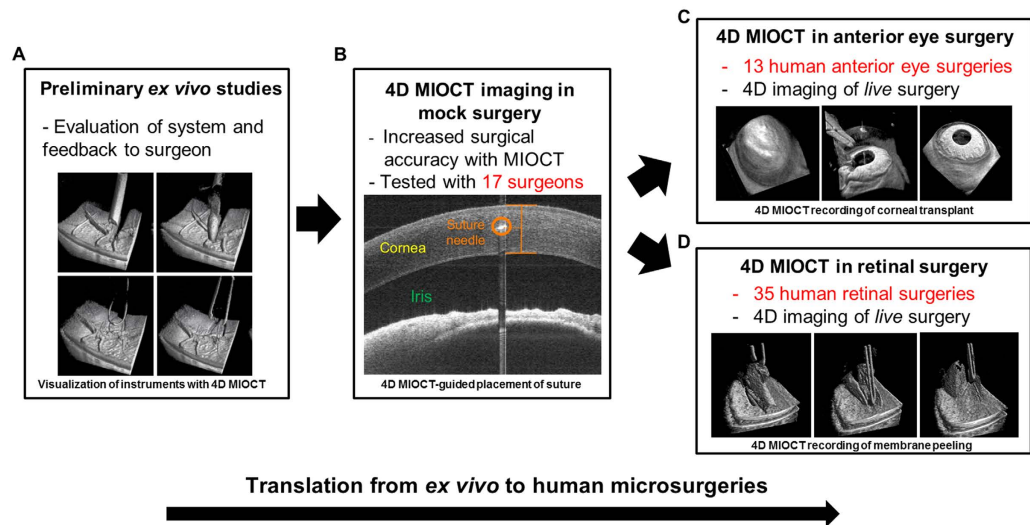 A
Preliminary ex vivo studies
- Evaluation of system and
feedback to surgeon
Visualization of instruments with 4D MIOCT
B
4D MIOCT imaging in
mock surgery
- Increased surgical
accuracy with MIOCT
- Tested with 17 surgeons
Suture
needle
Cornea
Iris
4D MIOCT-guided placement of suture
C
4D MIOCT in anterior eye surgery
- 13 human anterior eye surgeries
- 4D imaging of live surgery
4D MIOCT recording of corneal transplant
D
4D MIOCT in retinal surgery
- 35 human retinal surgeries
- 4D imaging of live surgery
4D MIOCT recording of membrane peeling
Translation from ex vivo to human microsurgeries